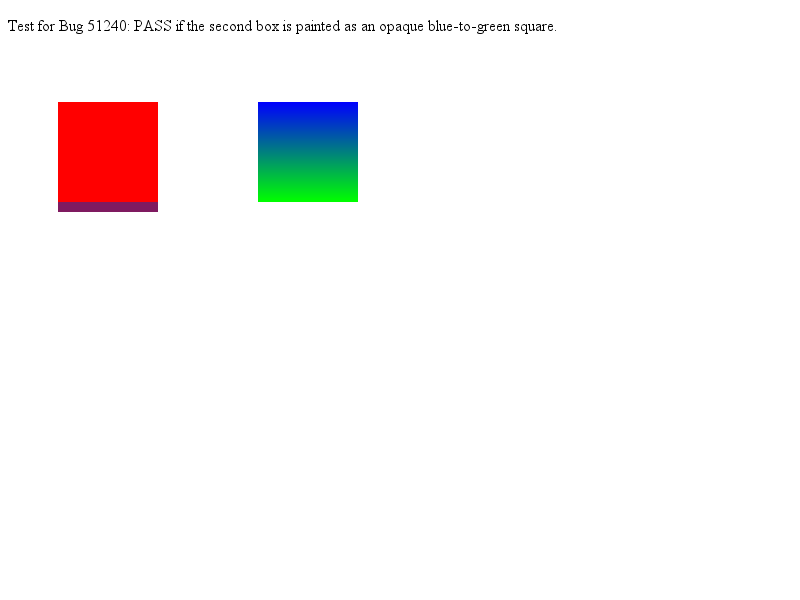 Test for Bug 51240: PASS if the second box is painted as an opaque blue-to-green square.